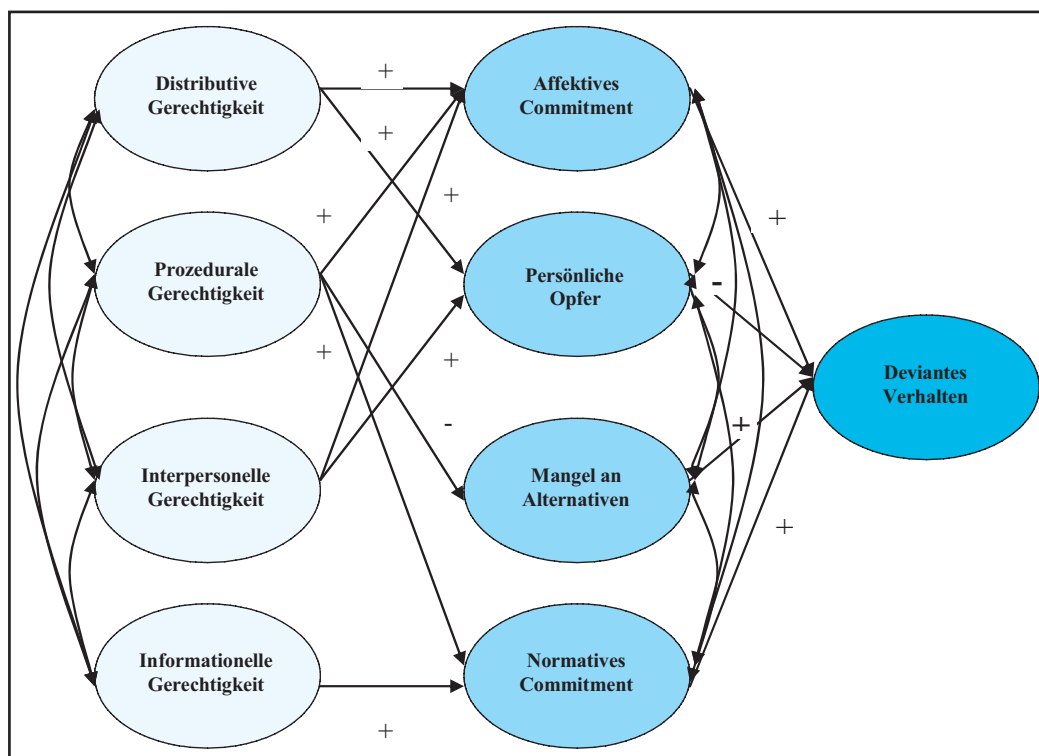 Distributive
Gerechtigkeit
Affektives
Commitment
+
+
+
+
+
Prozedurale
Gerechtigkeit
Persönliche
Opfer
-
Deviantes
Verhalten
+
+
-
+
Interpersonelle
Gerechtigkeit
Mangel an
Alternativen
+
Informationelle
Gerechtigkeit
Normatives
Commitment
+